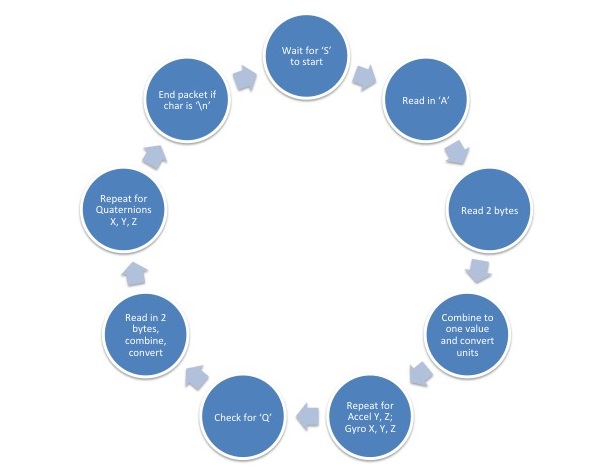 Wait for ‘S’
to start
Read in ‘A’
Read 2 bytes
Combine to
one value
and convert
units
Repeat for
Accel Y, Z;
Gyro X, Y, Z
Check for ‘Q’
Read in 2
bytes,
combine,
convert
Repeat for
Quaternions
X, Y, Z
End packet if
char is ‘\n’